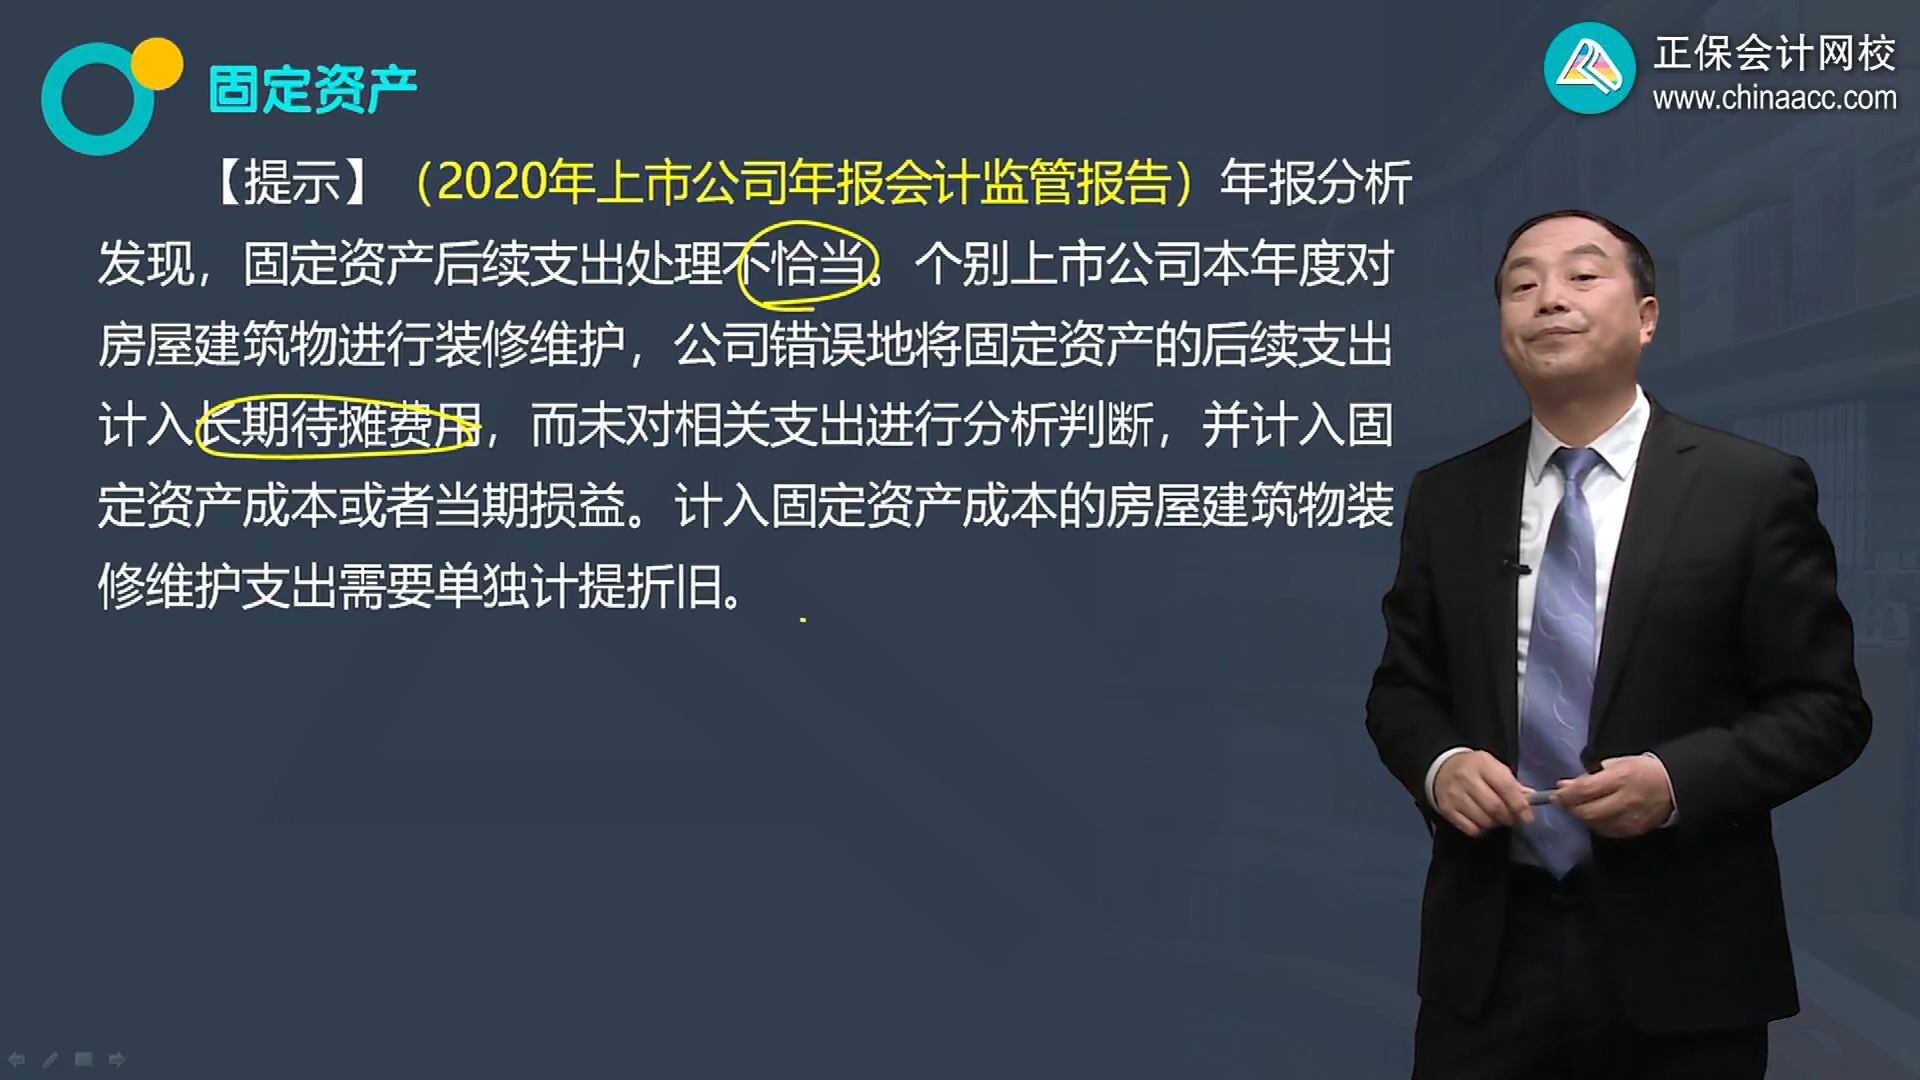 固定资产
正保会计网校
www.chinaacc.com
【提示】（2020年上市公司年报会计监管报告）年报分析
发现，固定资产后续支出处理不恰当。个别上市公司本年度对
房屋建筑物进行装修维护，公司错误地将固定资产的后续支出
计入长期待摊费用，而未对相关支出进行分析判断，并计入固
定资产成本或者当期损益。计入固定资产成本的房屋建筑物装
修维护支出需要单独计提折旧。